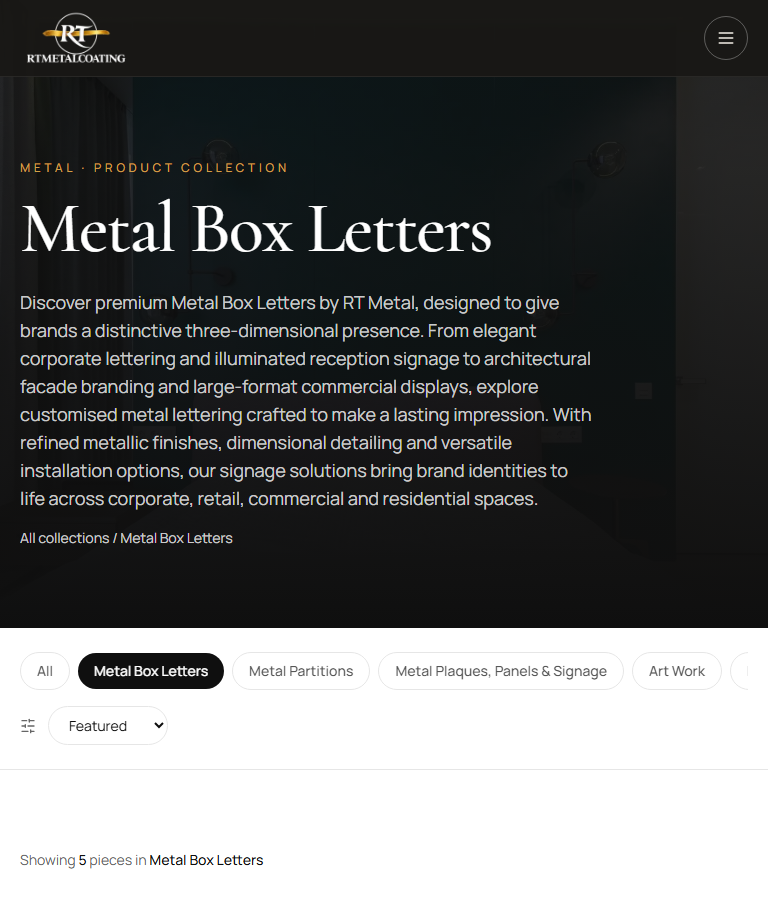 RT
RTMETALCOATING
METAL · PRODUCT COLLECTION
Metal Box Letters
Discover premium Metal Box Letters by RT Metal, designed to give
brands a distinctive three-dimensional presence. From elegant
corporate lettering and illuminated reception signage to architectural
facade branding and large-format commercial displays, explore
customised metal lettering crafted to make a lasting impression. With
refined metallic finishes, dimensional detailing and versatile
installation options, our signage solutions bring brand identities to
life across corporate, retail, commercial and residential spaces.
All collections / Metal Box Letters
All Metal Box Letters Metal Partitions Metal Plaques, Panels & Signage Art Work
Featured
Showing 5 pieces in Metal Box Letters